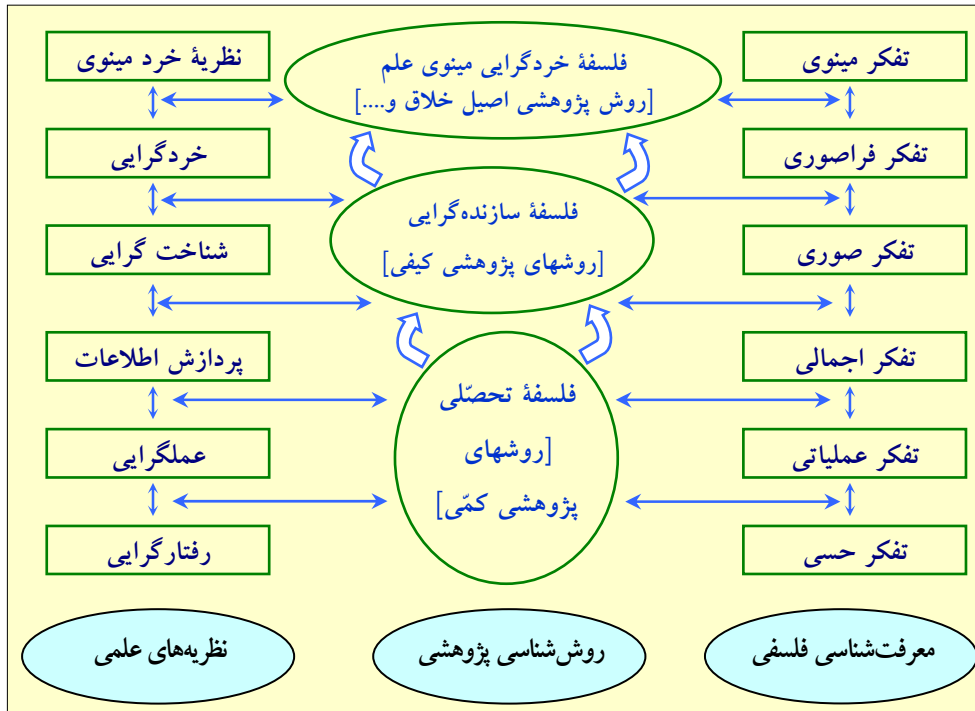 تفکر مینوی
تفکر فراصوری
تفکر صوری
تفکر اجمالی
تفکر عملیاتی
تفکر حسی
معرفت‌شناسی فلسفی
فلسفهٔ خردگرایی مینوی علم
[روش پژوهشی اصیل خلاق و....]
فلسفهٔ سازنده‌گرایی
[روشهای پژوهشی کیفی]
فلسفهٔ تحصّلی
[روشهای
پژوهشی کمّی]
روش‌شناسی پژوهشی
نظریهٔ خرد مینوی
خردگرایی
شناخت گرایی
پردازش اطلاعات
عملگرایی
رفتارگرایی
نظریه‌های علمی